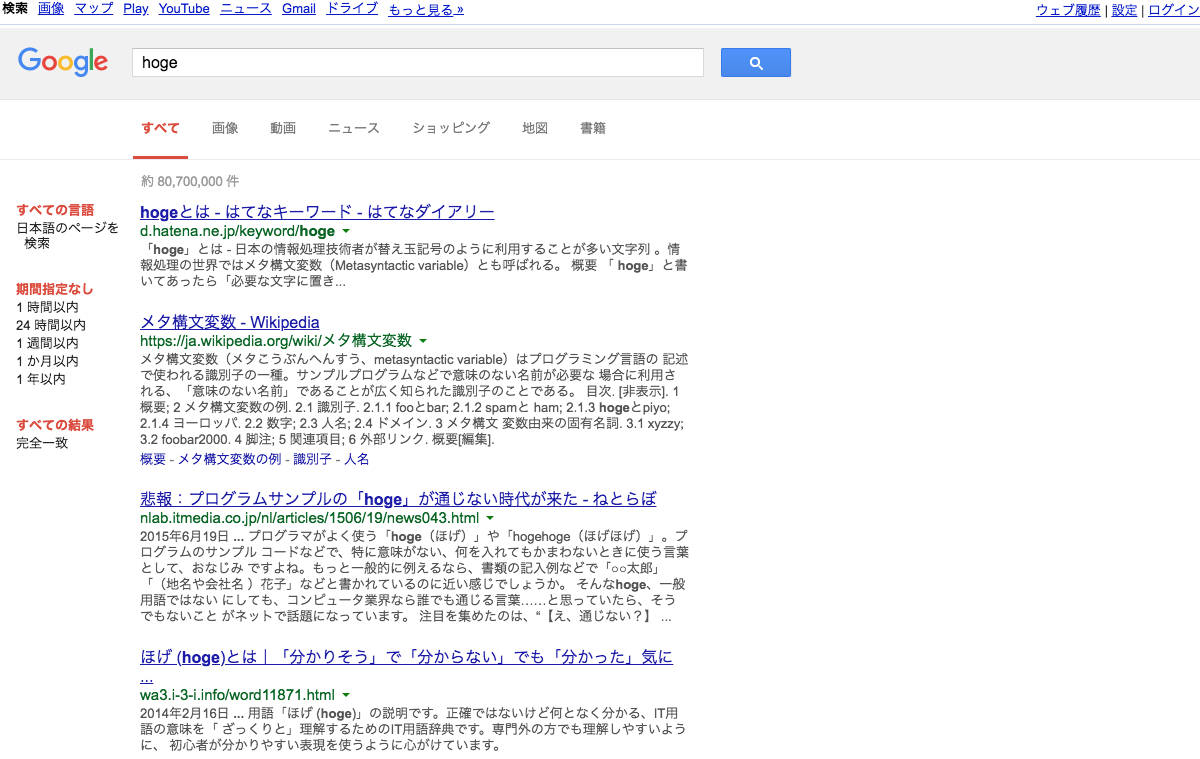 検索 画像 マップ Play YouTube ニュース Gmail ドライブ もっと見る »
ウェブ履歴 | 設定 | ログイン
Google
hoge
すべて 画像 動画 ニュース ショッピング 地図 書籍
約 80,700,000 件
すべての言語
日本語のページを
検索
期間指定なし
1 時間以内
24 時間以内
1 週間以内
1 か月以内
1 年以内
すべての結果
完全一致
hogeとは - はてなキーワード - はてなダイアリー
d.hatena.ne.jp/keyword/hoge
「hoge」とは - 日本の情報処理技術者が替え玉記号のように利用することが多い文字列 。情
報処理の世界ではメタ構文変数（Metasyntactic variable）とも呼ばれる。 概要 「 hoge」と書
いてあったら「必要な文字に置き...
メタ構文変数 - Wikipedia
https://ja.wikipedia.org/wiki/メタ構文変数
メタ構文変数（メタこうぶんへんすう、metasyntactic variable）はプログラミング言語の 記述
で使われる識別子の一種。サンプルプログラムなどで意味のない名前が必要な 場合に利用さ
れる、「意味のない名前」であることが広く知られた識別子のことである。 目次. [非表示]. 1
概要; 2 メタ構文変数の例. 2.1 識別子. 2.1.1 fooとbar; 2.1.2 spamと ham; 2.1.3 hogeとpiyo;
2.1.4 ヨーロッパ. 2.2 数字; 2.3 人名; 2.4 ドメイン. 3 メタ構文 変数由来の固有名詞. 3.1 xyzzy;
3.2 foobar2000. 4 脚注; 5 関連項目; 6 外部リンク. 概要[編集].
概要 - メタ構文変数の例 - 識別子 - 人名
悲報：プログラムサンプルの「hoge」が通じない時代が来た - ねとらぼ
nlab.itmedia.co.jp/nl/articles/1506/19/news043.html
2015年6月19日 ... プログラマがよく使う「hoge（ほげ）」や「hogehoge（ほげほげ）」。プ
ログラムのサンプル コードなどで、特に意味がない、何を入れてもかまわないときに使う言葉
として、おなじみ ですよね。もっと一般的に例えるなら、書類の記入例などで「○○太郎」
「（地名や会社名 ）花子」などと書かれているのに近い感じでしょうか。 そんなhoge、一般
用語ではない にしても、コンピュータ業界なら誰でも通じる言葉……と思っていたら、そう
でもないこと がネットで話題になっています。 注目を集めたのは、“【え、通じない？】 ...
ほげ (hoge)とは｜「分かりそう」で「分からない」でも「分かった」気に
...
wa3.i-3-i.info/word11871.html
2014年2月16日 ... 用語「ほげ (hoge)」の説明です。正確ではないけど何となく分かる、IT用
語の意味を「 ざっくりと」理解するためのIT用語辞典です。専門外の方でも理解しやすいよう
に、 初心者が分かりやすい表現を使うように心がけています。